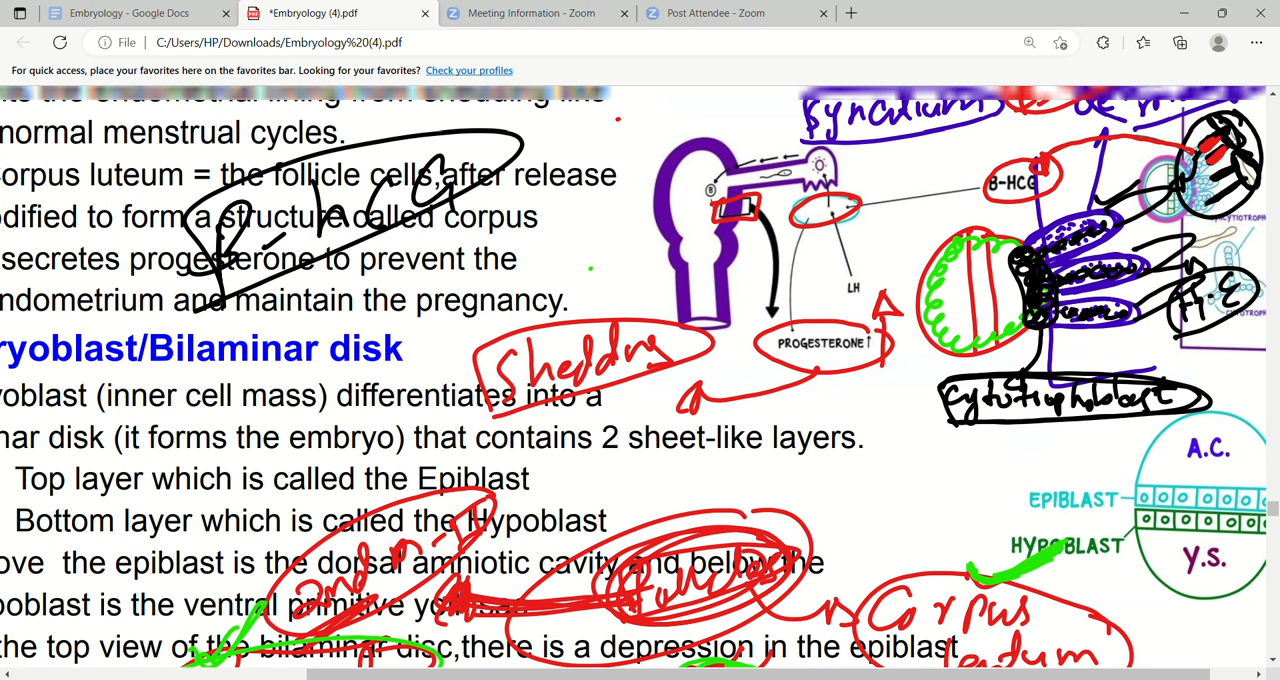 Embryology - Google Docs
*Embryology (4).pdf
Meeting Information - Zoom
Post Attendee - Zoom
File
C:/Users/HP/Downloads/Embryology%20(4).pdf
For quick access, place your favorites here on the favorites bar. Looking for your favorites? Check your profiles
normal menstrual cycles.
orpus luteum = the follicle cells,after release
odified to form a structure called corpus
secretes progesterone to prevent the
ndometrium and maintain the pregnancy.
β-hcg
ryoblast/Bilaminar disk
yoblast (inner cell mass) differentiates into a
nar disk (it forms the embryo) that contains 2 sheet-like layers.
Top layer which is called the Epiblast
Bottom layer which is called the Hypoblast
ove the epiblast is the dorsal amniotic cavity and below the
poblast is the ventral primitive yolk sac
the top view of the bilaminar disc,there is a depression in the epiblast
Shedding
B
B-HCG
LH
PROGESTERONE↑
Cytotrophoblast
A.C.
EPIBLAST
HYPOBLAST
Y.S.
2nd m-I
Corpus